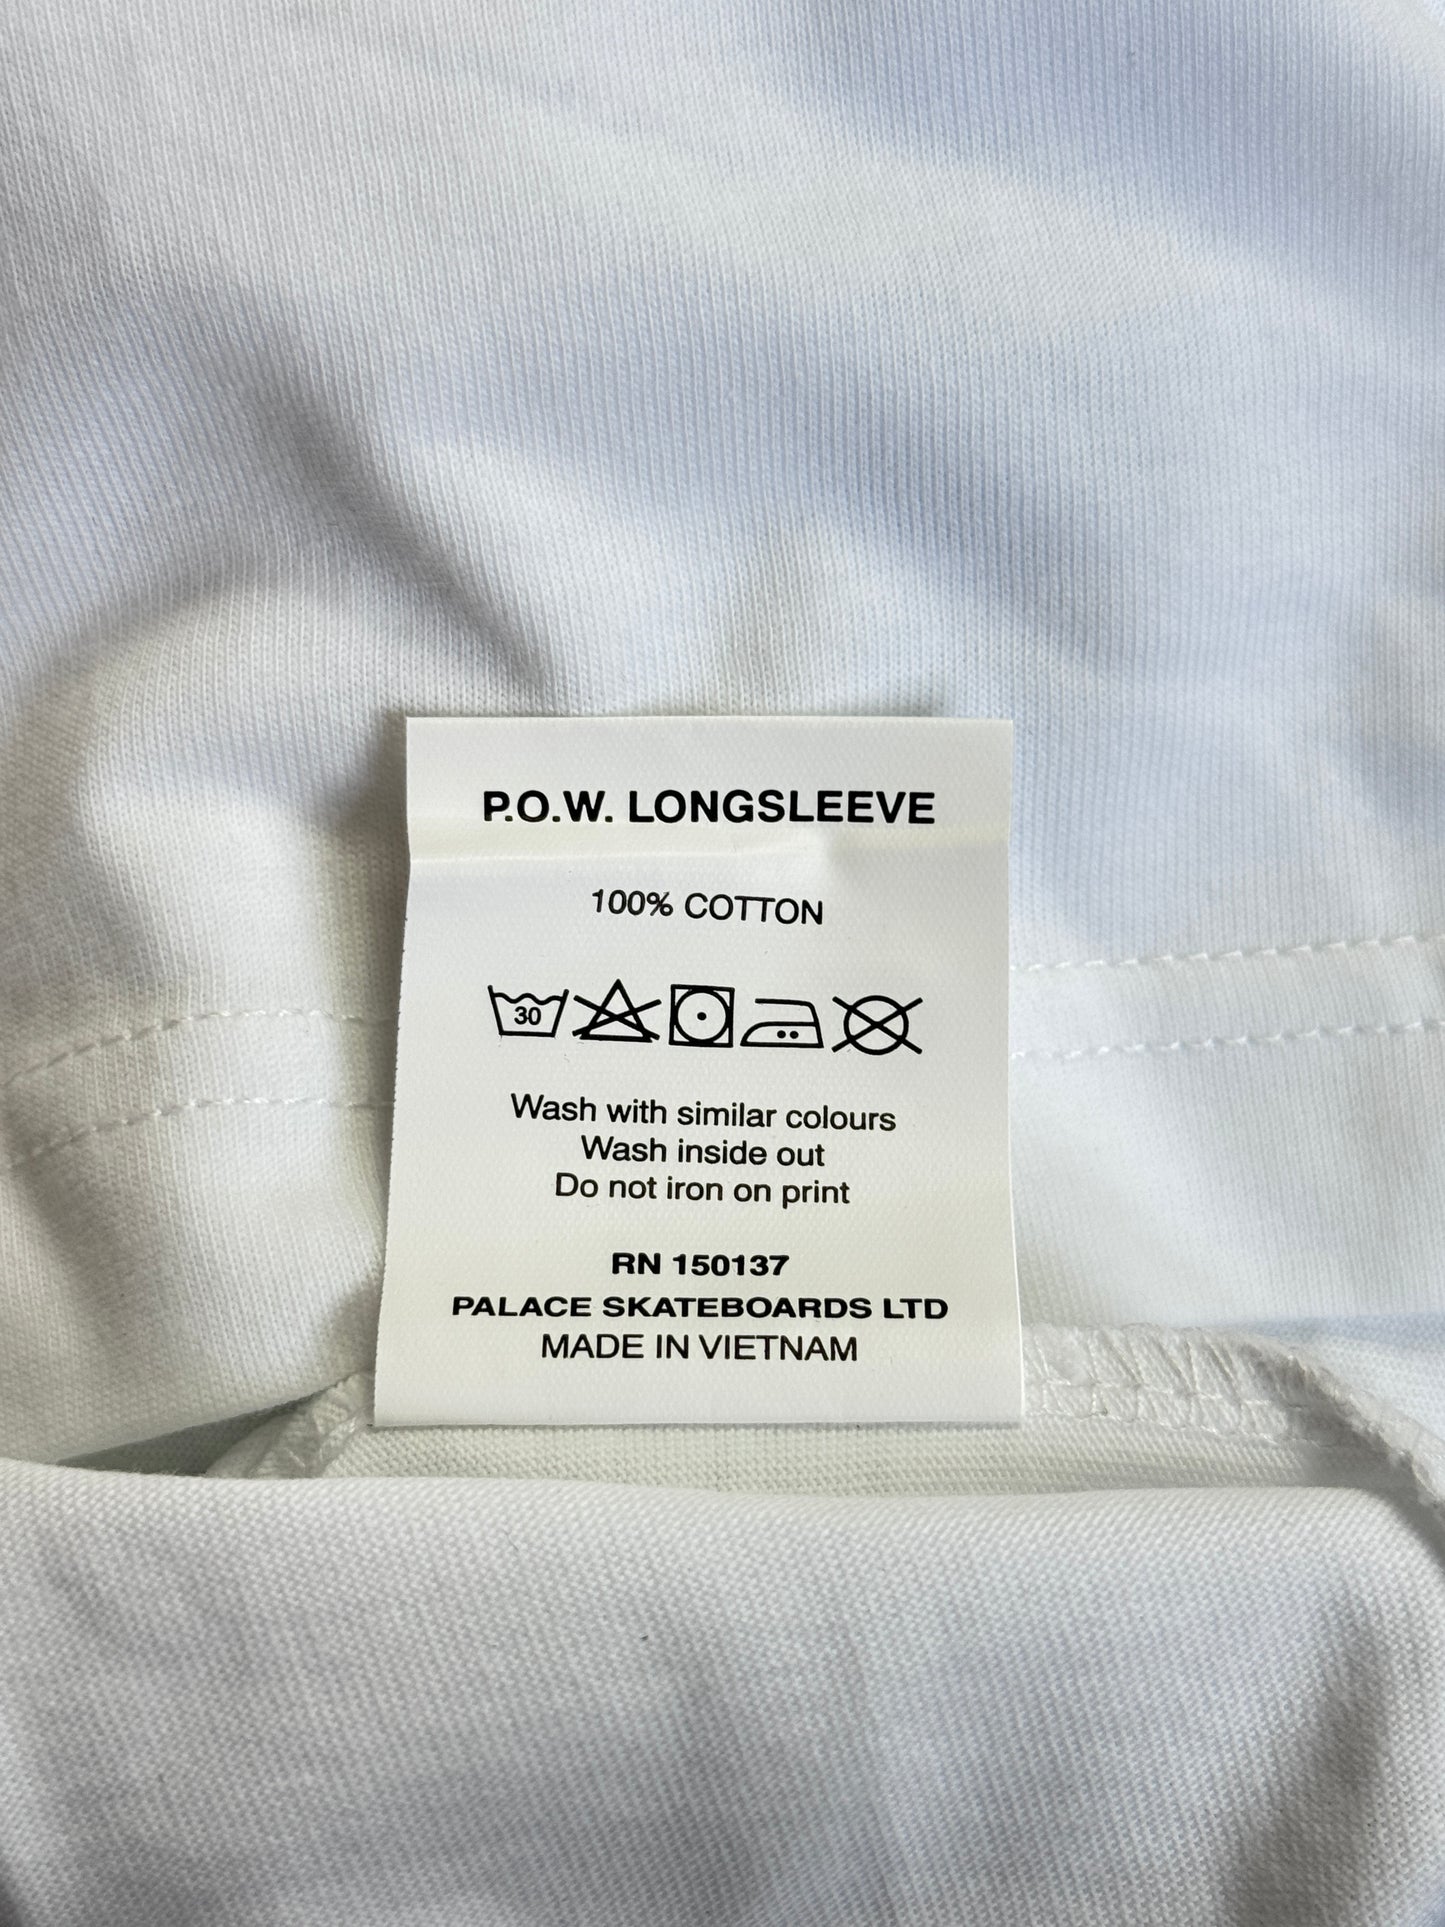 P.O.W. LONGSLEEVE
100% COTTON
30
Wash with similar colours
Wash inside out
Do not iron on print
RN 150137
PALACE SKATEBOARDS LTD
MADE IN VIETNAM